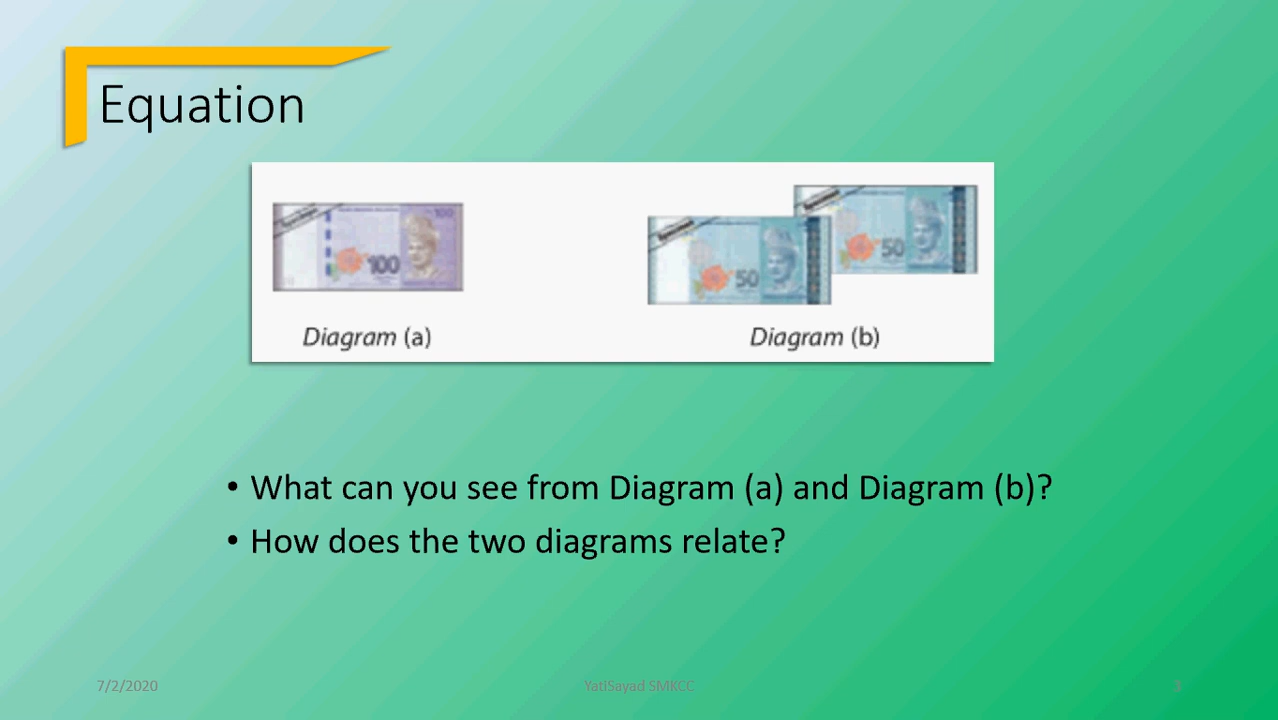 Equation
100
100
50
50
Diagram (a)
Diagram (b)
• What can you see from Diagram (a) and Diagram (b)?
• How does the two diagrams relate?
7/2/2020
YatiSayad SMKCC
3